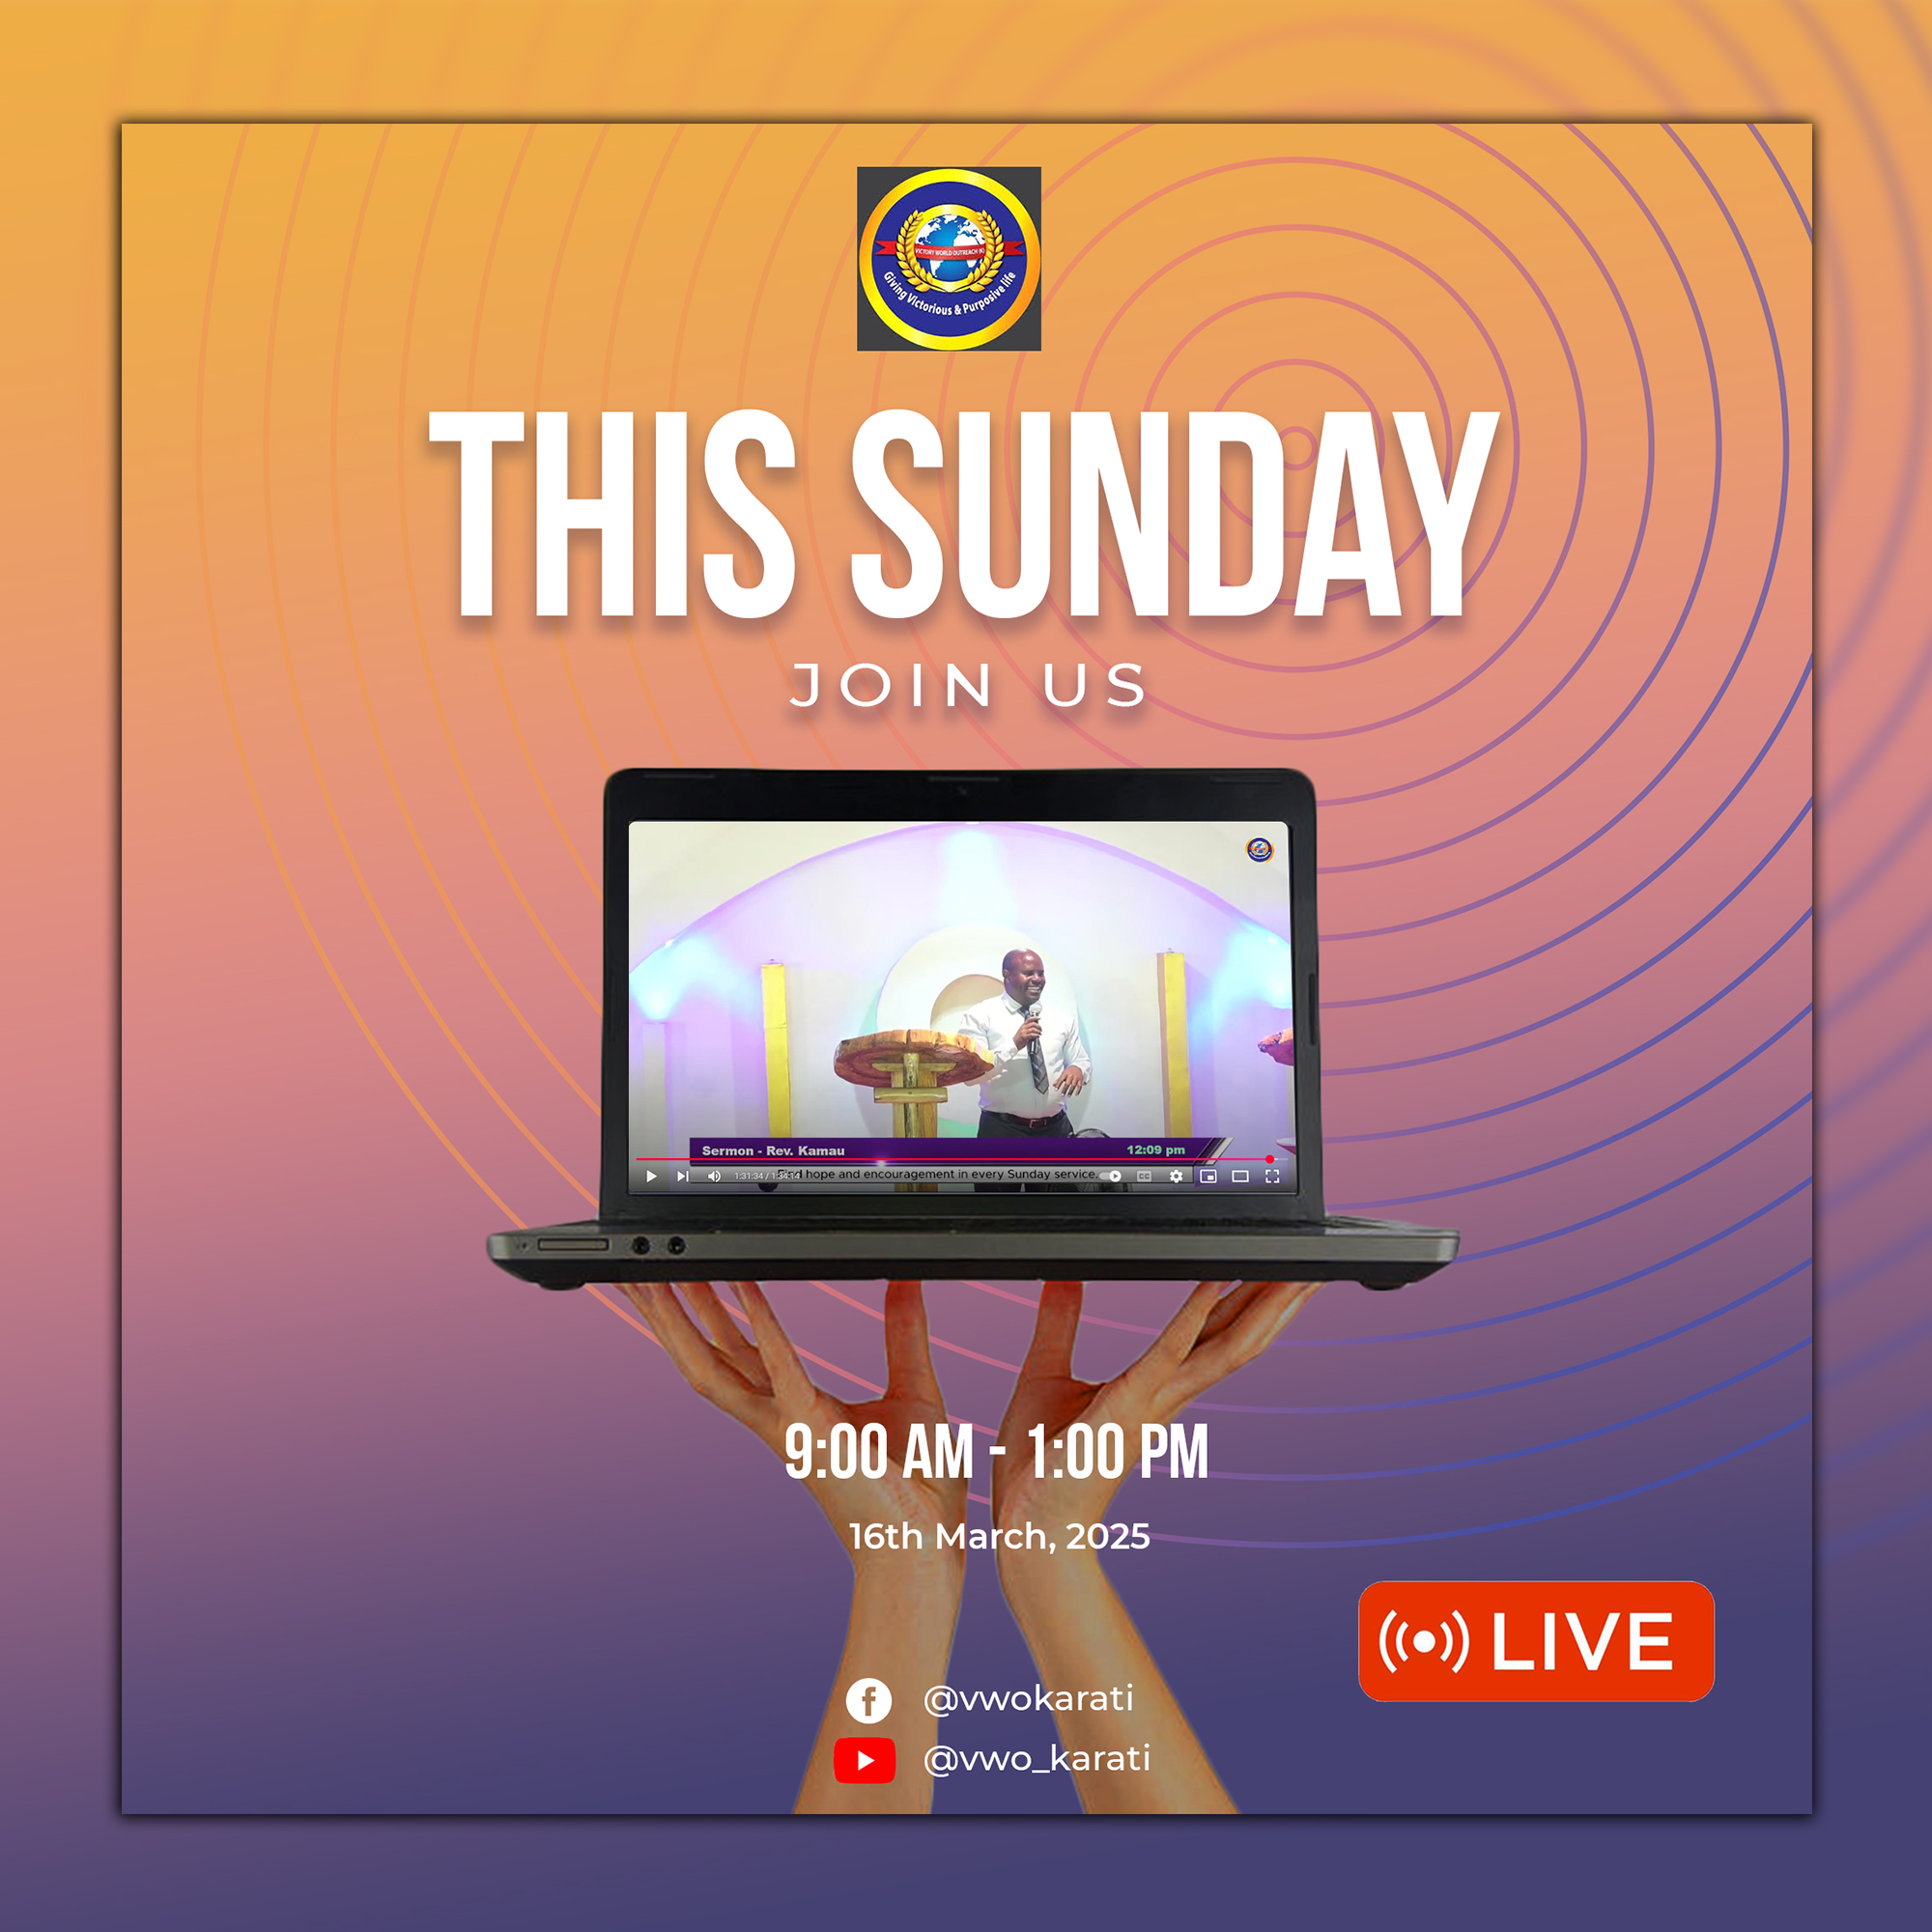 VICTORY WORLD OUTREACH (K)
Giving Victorious & Purposive life
THIS SUNDAY
JOIN US
Sermon - Rev. Kamau
12:09 pm
hope and encouragement in every Sunday service.
9:00 AM - 1:00 PM
16th March, 2025
LIVE
@vwokarati
@vwo_karati